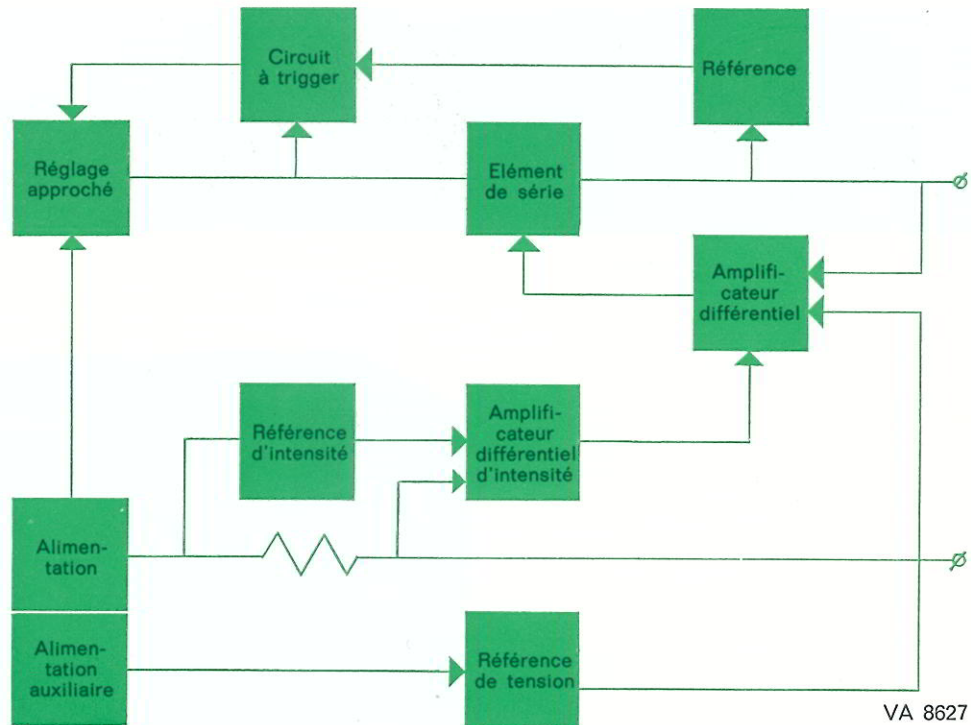 Circuit
à trigger
Référence
Réglage
approché
Elément
de série
Amplifi-
cateur
différentiel
Référence
d'intensité
Amplifi-
cateur
différentiel
d'intensité
Alimen-
tation
Alimen-
tation
auxiliaire
Référence
de tension
VA 8627